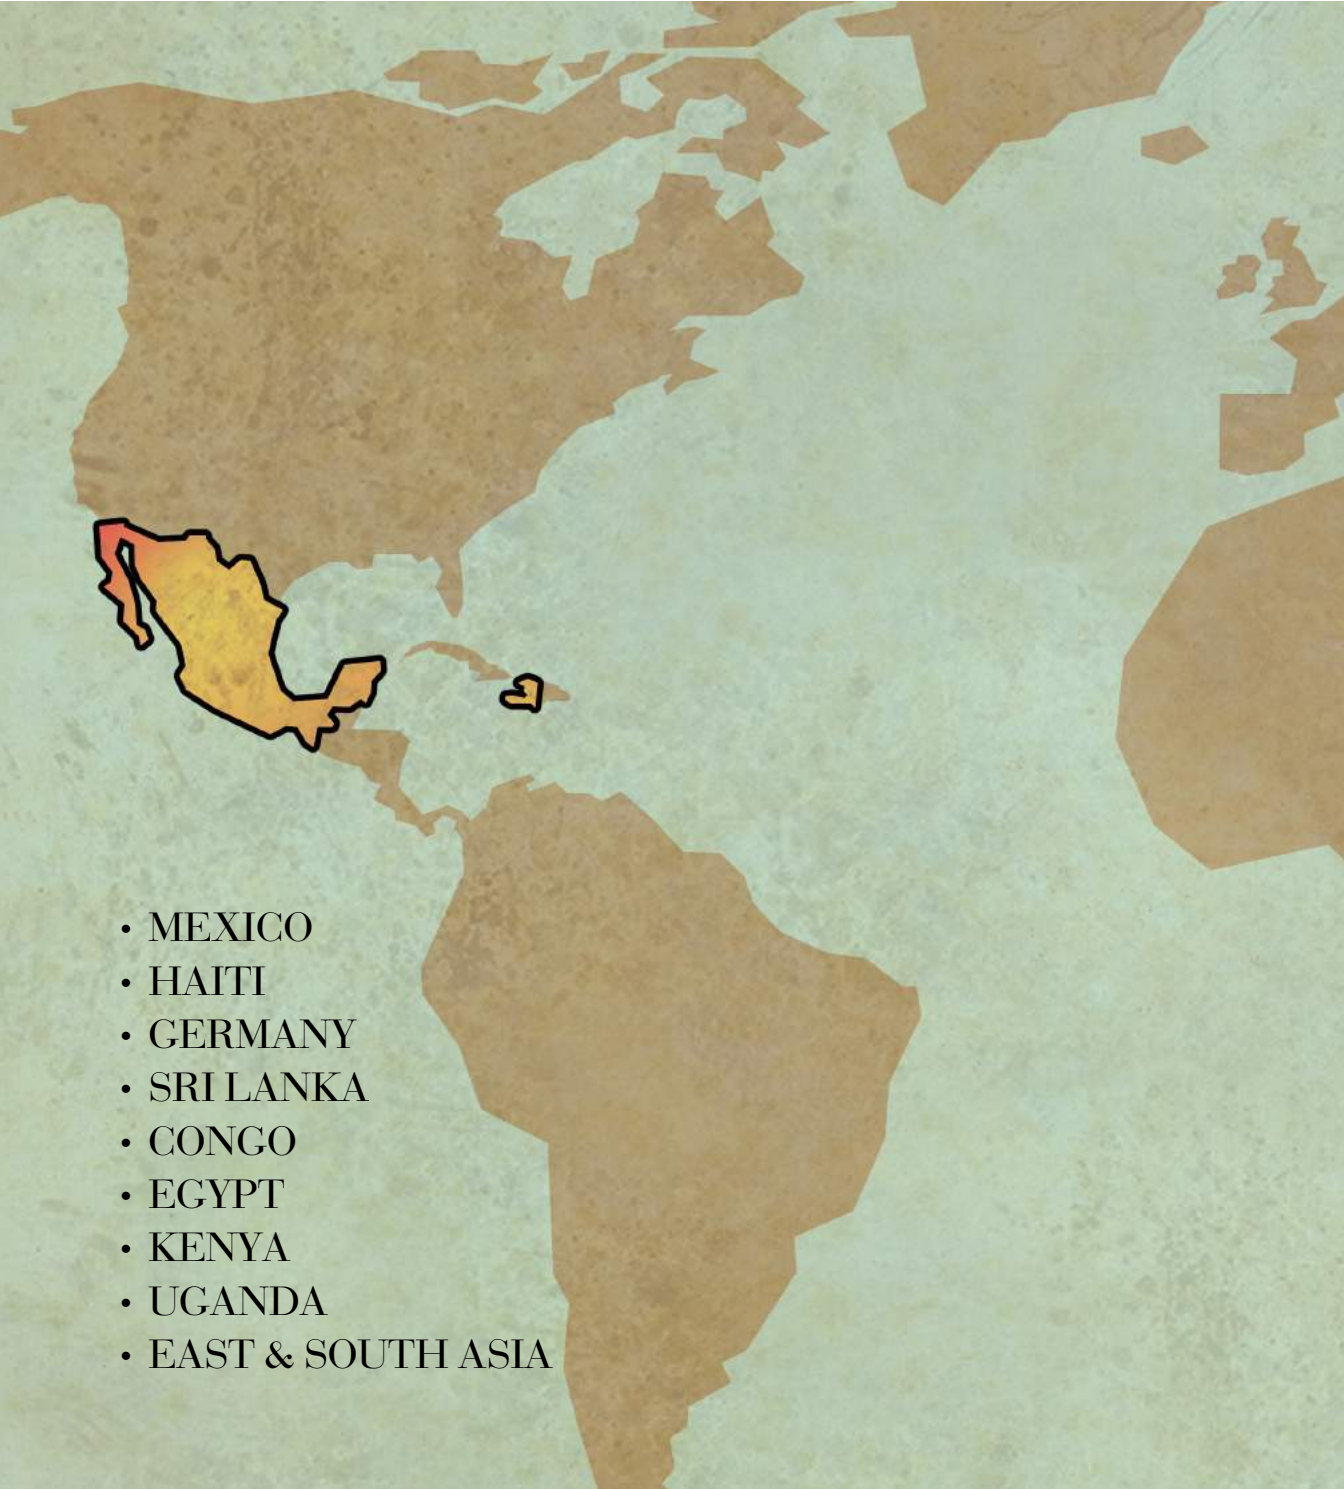 • MEXICO
• HAITI
• GERMANY
• SRI LANKA
• CONGO
• EGYPT
• KENYA
• UGANDA
• EAST & SOUTH ASIA